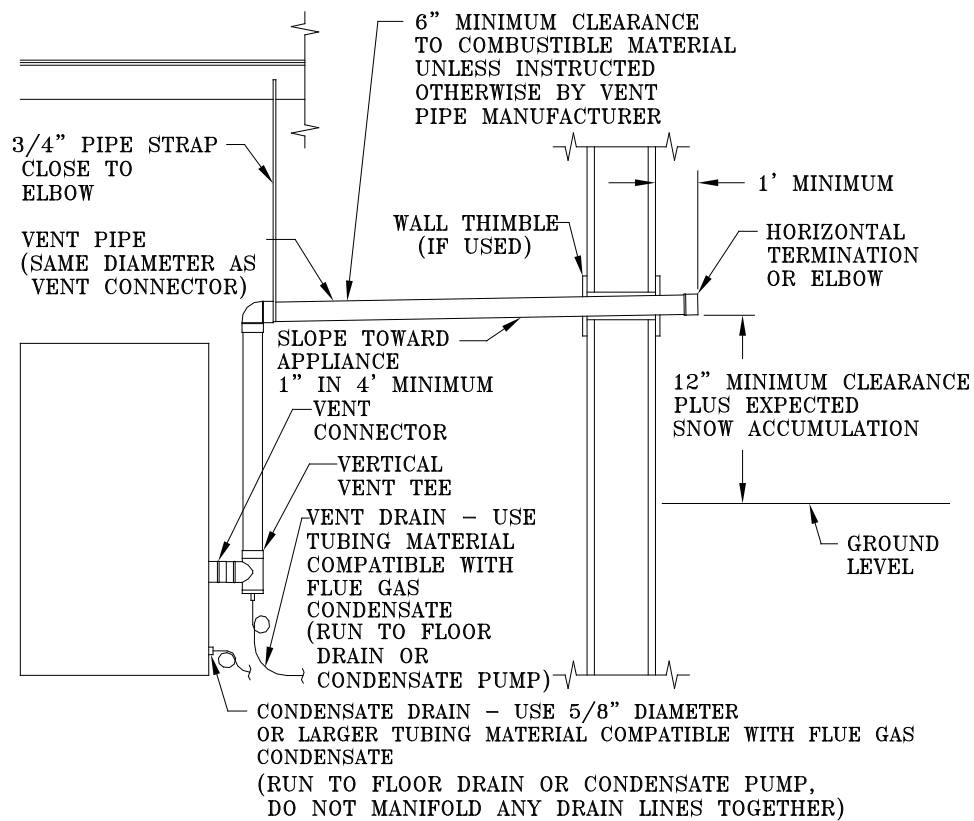 6” MINIMUM CLEARANCE
TO COMBUSTIBLE MATERIAL
UNLESS INSTRUCTED
OTHERWISE BY VENT
PIPE MANUFACTURER
3/4” PIPE STRAP
CLOSE TO
ELBOW
1’ MINIMUM
WALL THIMBLE
(IF USED)
HORIZONTAL
TERMINATION
OR ELBOW
VENT PIPE
(SAME DIAMETER AS
VENT CONNECTOR)
SLOPE TOWARD
APPLIANCE
1” IN 4’ MINIMUM
12” MINIMUM CLEARANCE
PLUS EXPECTED
SNOW ACCUMULATION
VENT
CONNECTOR
VERTICAL
VENT TEE
VENT DRAIN – USE
TUBING MATERIAL
COMPATIBLE WITH
FLUE GAS
CONDENSATE
(RUN TO FLOOR
DRAIN OR
CONDENSATE PUMP)
GROUND
LEVEL
CONDENSATE DRAIN – USE 5/8” DIAMETER
OR LARGER TUBING MATERIAL COMPATIBLE WITH FLUE GAS
CONDENSATE
(RUN TO FLOOR DRAIN OR CONDENSATE PUMP,
DO NOT MANIFOLD ANY DRAIN LINES TOGETHER)